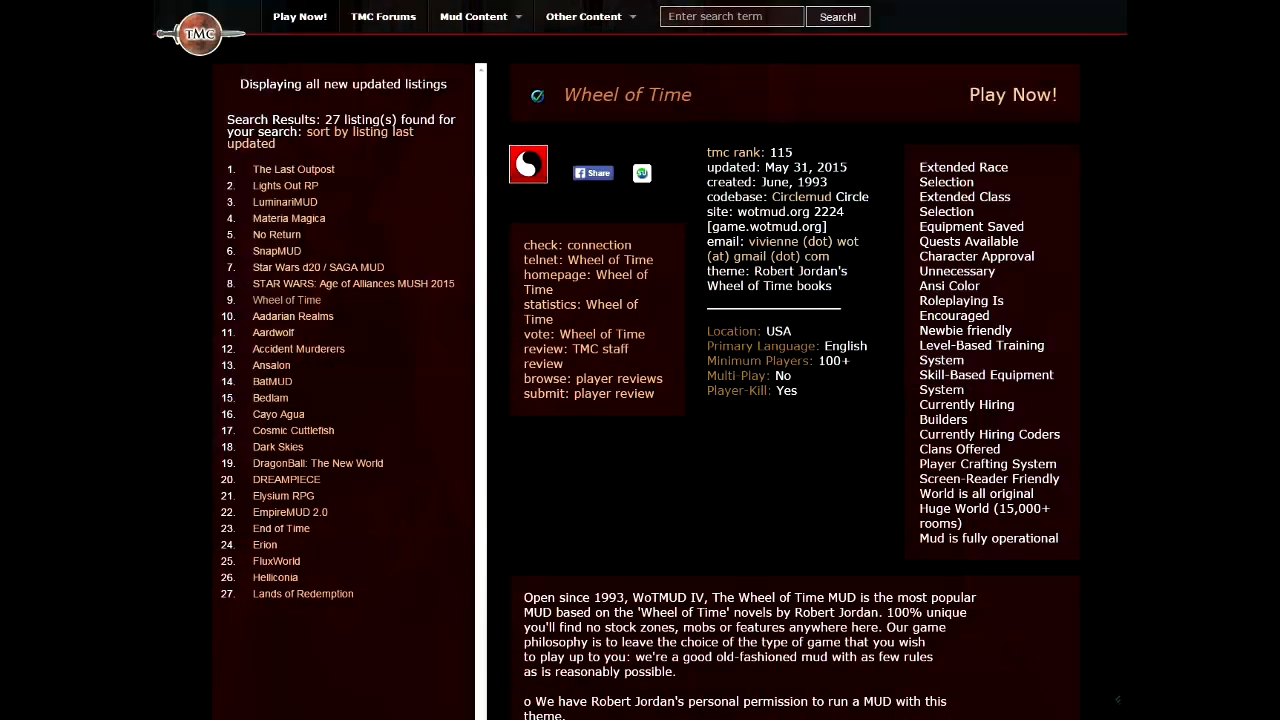 TMC
Play Now!
TMC Forums
Mud Content
Other Content
Enter search term
Search!
Displaying all new updated listings
Search Results: 27 listing(s) found for
your search: sort by listing last
updated
1. The Last Outpost
2. Lights Out RP
3. LuminariMUD
4. Materia Magica
5. No Return
6. SnapMUD
7. Star Wars d20 / SAGA MUD
8. STAR WARS: Age of Alliances MUSH 2015
9. Wheel of Time
10. Aadarian Realms
11. Aardwolf
12. Accident Murderers
13. Ansalon
14. BatMUD
15. Bedlam
16. Cayo Agua
17. Cosmic Cuttlefish
18. Dark Skies
19. DragonBall: The New World
20. DREAMPIECE
21. Elysium RPG
22. EmpireMUD 2.0
23. End of Time
24. Erion
25. FluxWorld
26. Helliconia
27. Lands of Redemption
Wheel of Time
Play Now!
Share
check: connection
telnet: Wheel of Time
homepage: Wheel of
Time
statistics: Wheel of
Time
vote: Wheel of Time
review: TMC staff
review
browse: player reviews
submit: player review
tmc rank: 115
updated: May 31, 2015
created: June, 1993
codebase: Circlemud Circle
site: wotmud.org 2224
[game.wotmud.org]
email: vivienne (dot) wot
(at) gmail (dot) com
theme: Robert Jordan's
Wheel of Time books
Location: USA
Primary Language: English
Minimum Players: 100+
Multi-Play: No
Player-Kill: Yes
Extended Race
Selection
Extended Class
Selection
Equipment Saved
Quests Available
Character Approval
Unnecessary
Ansi Color
Roleplaying Is
Encouraged
Newbie friendly
Level-Based Training
System
Skill-Based Equipment
System
Currently Hiring
Builders
Currently Hiring Coders
Clans Offered
Player Crafting System
Screen-Reader Friendly
World is all original
Huge World (15,000+
rooms)
Mud is fully operational
Open since 1993, WoTMUD IV, The Wheel of Time MUD is the most popular
MUD based on the 'Wheel of Time' novels by Robert Jordan. 100% unique
you'll find no stock zones, mobs or features anywhere here. Our game
philosophy is to leave the choice of the type of game that you wish
to play up to you: we're a good old-fashioned mud with as few rules
as is reasonably possible.
o We have Robert Jordan's personal permission to run a MUD with this
theme.